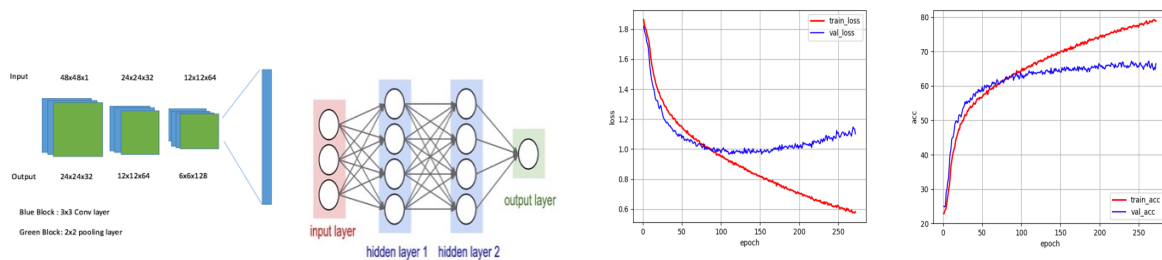 Input 48x48x1 24x24x32 12x12x64
Output 24x24x32 12x12x64 6x6x128
Blue Block : 3x3 Conv layer
Green Block: 2x2 pooling layer
input layer
hidden layer 1 hidden layer 2
output layer
train_loss
val_loss
1.8
1.6
1.4
1.2
1.0
0.8
0.6
loss
0 50 100 150 200 250
epoch
80
70
60
50
40
30
20
acc
train_acc
val_acc
0 50 100 150 200 250
epoch